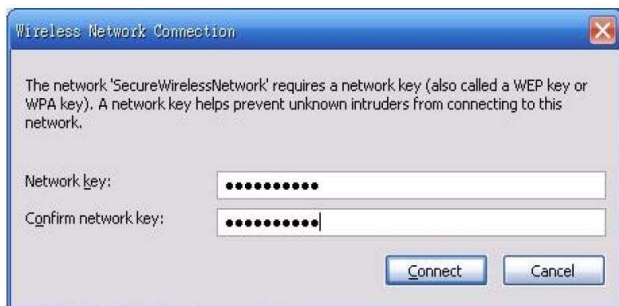 Wireless Network Connection
The network 'SecureWirelessNetwork' requires a network key (also called a WEP key or
WPA key). A network key helps prevent unknown intruders from connecting to this
network.
Network key: ●●●●●●●●●●
Confirm network key: ●●●●●●●●●●
Connect Cancel